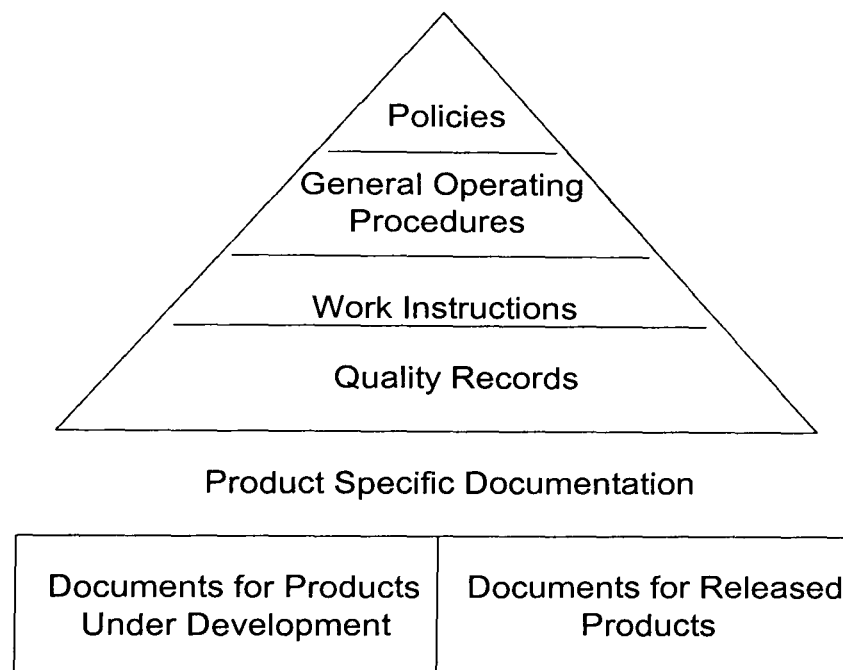 Policies
General Operating
Procedures
Work Instructions
Quality Records
Product Specific Documentation
Documents for Products
Under Development
Documents for Released
Products